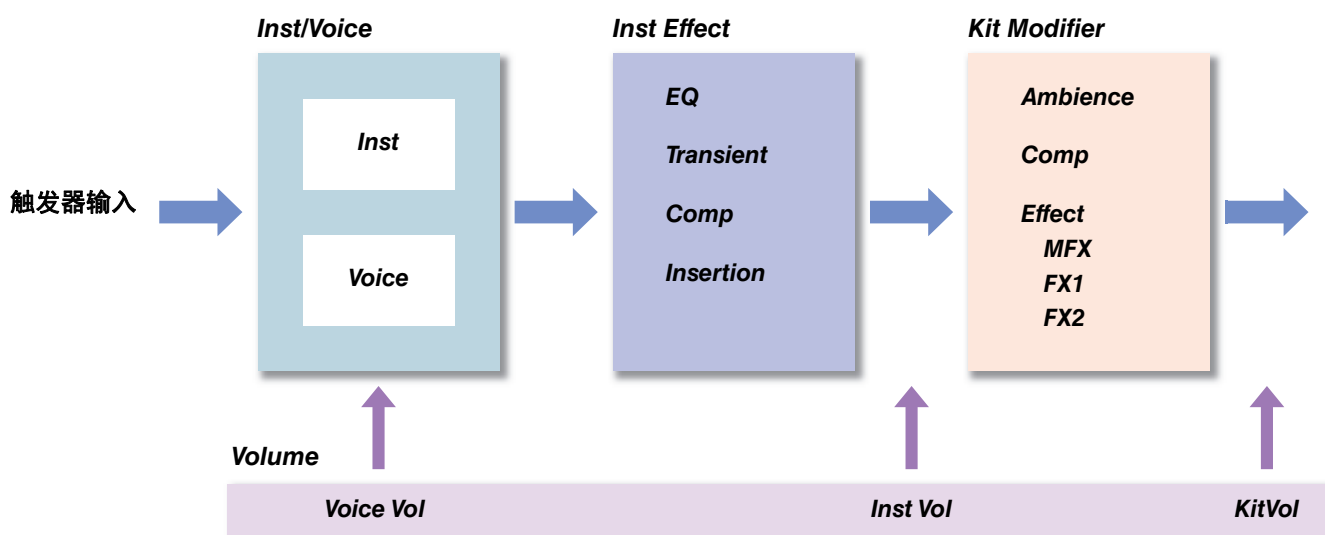 Inst/Voice
Inst Effect
Kit Modifier
触发器输入
Inst
Voice
EQ
Transient
Comp
Insertion
Ambience
Comp
Effect
MFX
FX1
FX2
Volume
Voice Vol
Inst Vol
KitVol